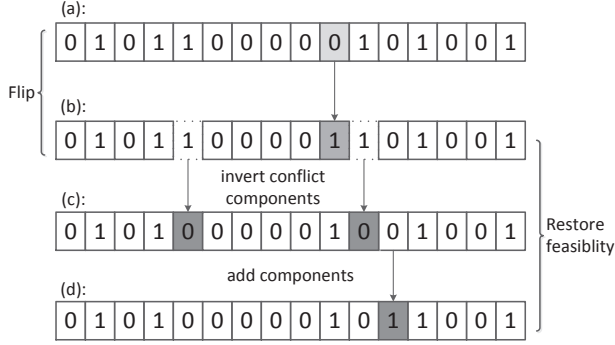 (a):
0 1 0 1 1 0 0 0 0 0 1 0 1 0 0 1
Flip
(b):
0 1 0 1 1 0 0 0 0 1 1 0 1 0 0 1
invert conflict
components
(c):
0 1 0 1 0 0 0 0 0 1 0 0 1 0 0 1
Restore
feasiblity
add components
(d):
0 1 0 1 0 0 0 0 0 1 0 1 1 0 0 1